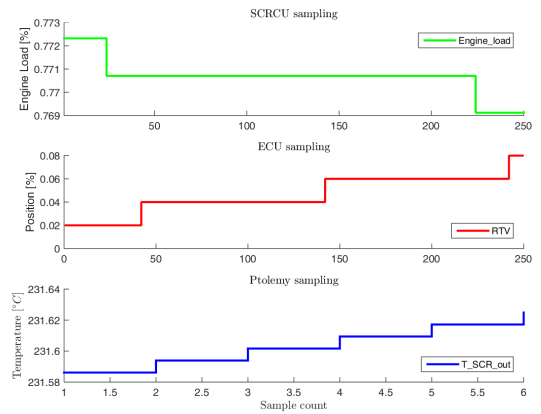 SCRCU sampling
0.773
0.772
0.771
0.77
0.769
Engine Load [%]
Engine_load
50 100 150 200 250
ECU sampling
0.08
0.06
0.04
0.02
0
Position [%]
RTV
0 50 100 150 200 250
Ptolemy sampling
231.64
231.62
231.6
231.58
Temperature [°C]
T_SCR_out
1 1.5 2 2.5 3 3.5 4 4.5 5 5.5 6
Sample count